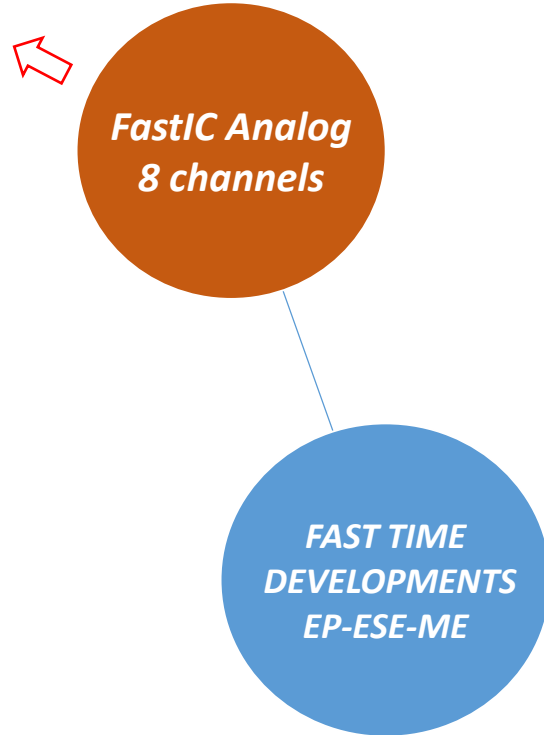 FastIC Analog
8 channels
FAST TIME
DEVELOPMENTS
EP-ESE-ME